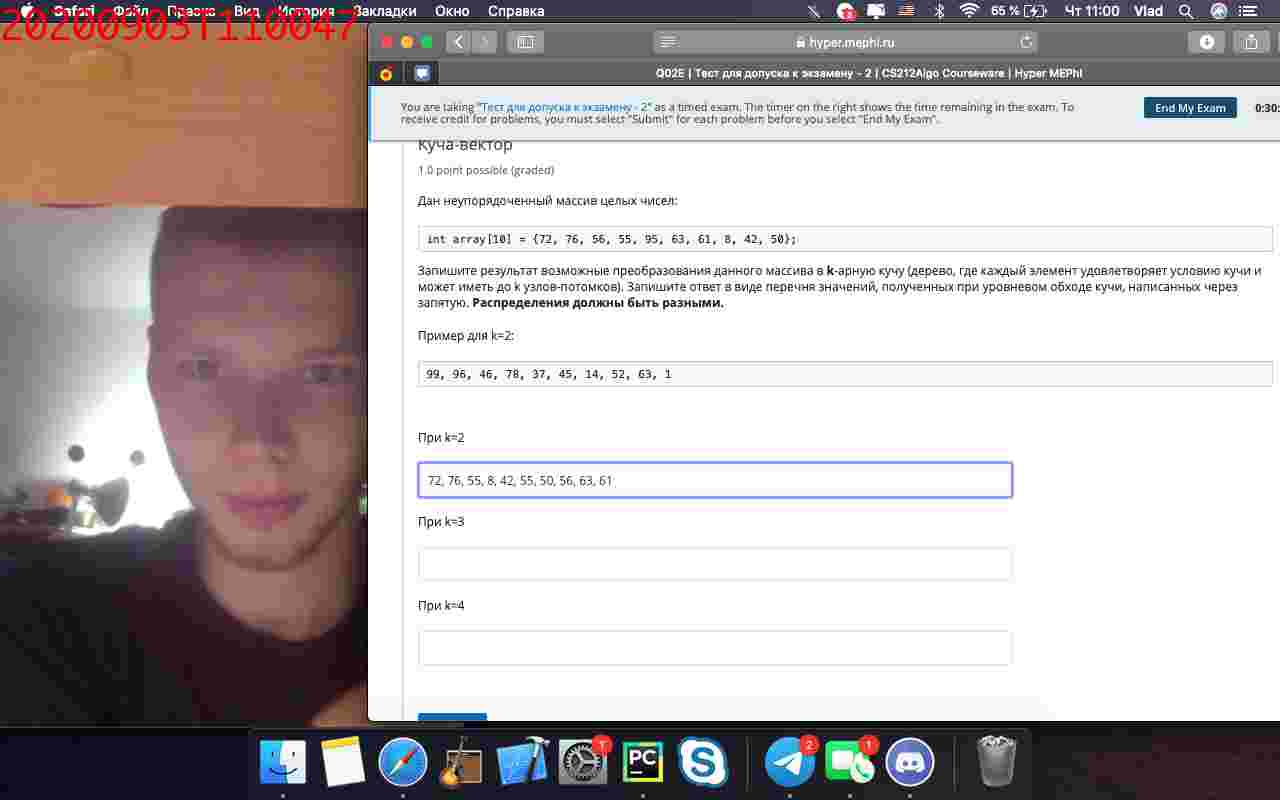 Safari Файл Правка Вид История Закладки Окно Справка 65 % Чт 11:00 Vlad
20200903T110047
hyper.mephi.ru
Q02E | Тест для допуска к экзамену - 2 | CS212Algo Courseware | Hyper MEPhI
You are taking "Тест для допуска к экзамену - 2" as a timed exam. The timer on the right shows the time remaining in the exam. To
receive credit for problems, you must select "Submit" for each problem before you select "End My Exam".
End My Exam
0:30:
Куча-вектор
1.0 point possible (graded)
Дан неупорядоченный массив целых чисел:
int array[10] = {72, 76, 56, 55, 95, 63, 61, 8, 42, 50};
Запишите результат возможные преобразования данного массива в k-арную кучу (дерево, где каждый элемент удовлетворяет условию кучи и
может иметь до k узлов-потомков). Запишите ответ в виде перечня значений, полученных при уровневом обходе кучи, написанных через
запятую. Распределения должны быть разными.
Пример для k=2:
99, 96, 46, 78, 37, 45, 14, 52, 63, 1
При k=2
72, 76, 55, 8, 42, 55, 50, 56, 63, 61
При k=3
При k=4
PC
2
1